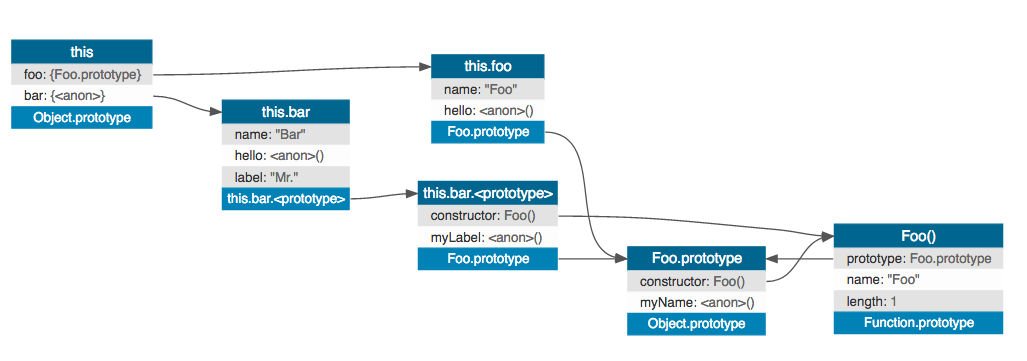 this
foo: {Foo.prototype}
bar: {<anon>}
Object.prototype
this.bar
name: "Bar"
hello: <anon>()
label: "Mr."
this.bar.<prototype>
this.foo
name: "Foo"
hello: <anon>()
Foo.prototype
this.bar.<prototype>
constructor: Foo()
myLabel: <anon>()
Foo.prototype
Foo.prototype
constructor: Foo()
myName: <anon>()
Object.prototype
Foo()
prototype: Foo.prototype
name: "Foo"
length: 1
Function.prototype